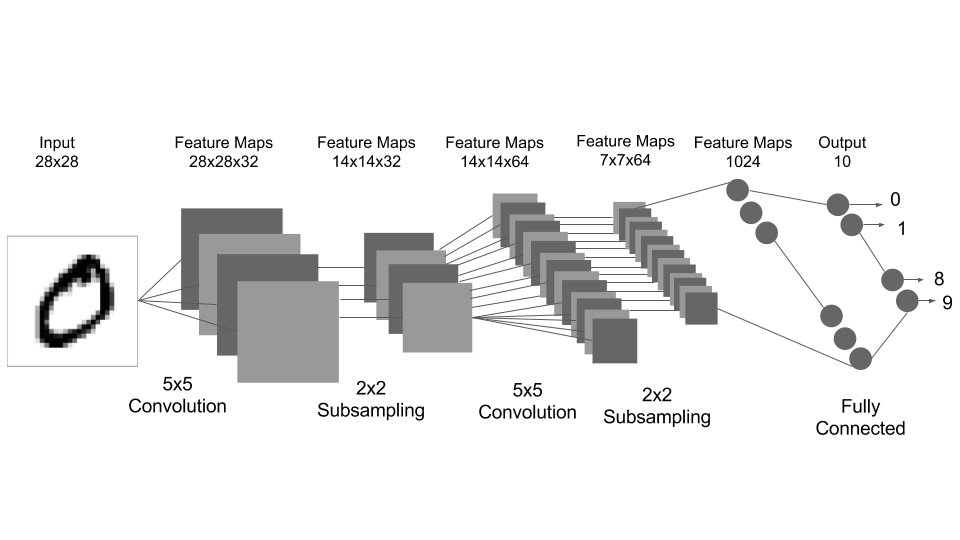 Input
28x28
Feature Maps
28x28x32
Feature Maps
14x14x32
Feature Maps
14x14x64
Feature Maps
7x7x64
Feature Maps
1024
Output
10
0
1
8
9
5x5
Convolution
2x2
Subsampling
5x5
Convolution
2x2
Subsampling
Fully
Connected